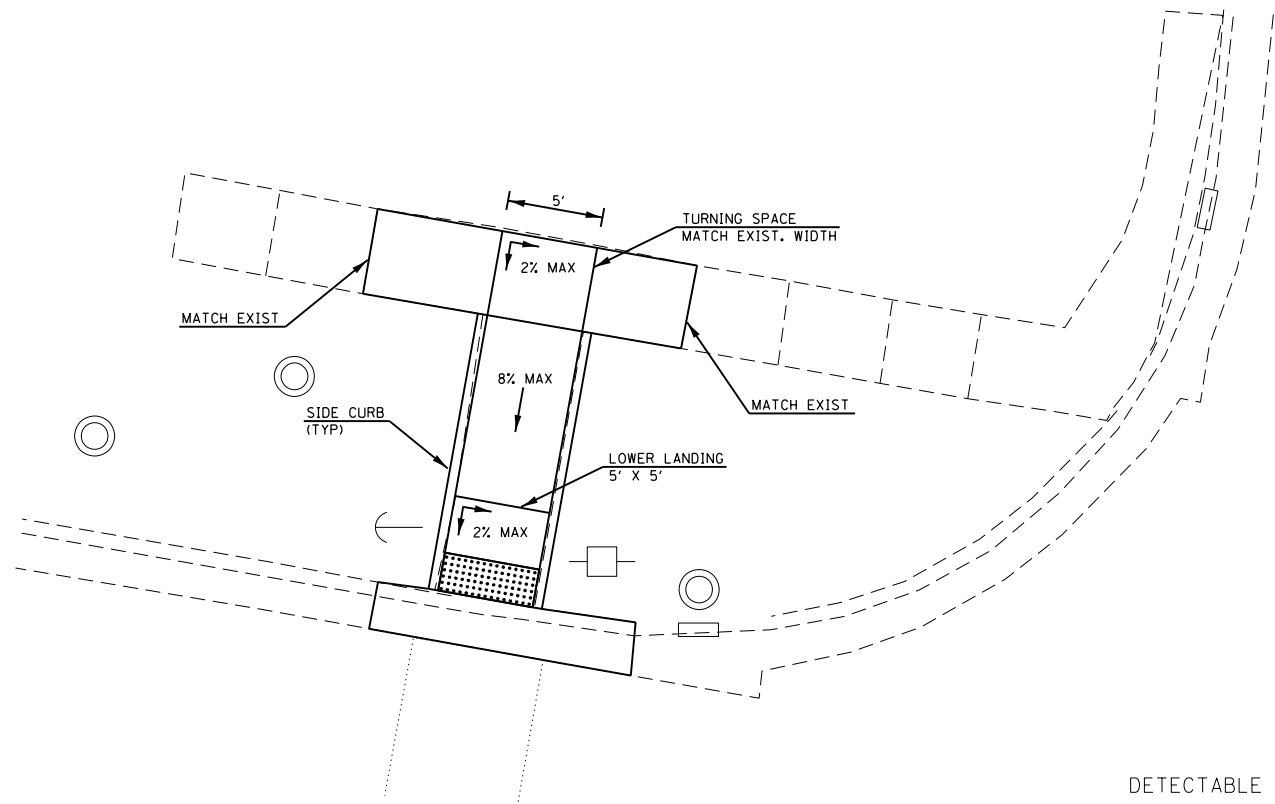 5'
TURNING SPACE
MATCH EXIST. WIDTH
2% MAX
MATCH EXIST
8% MAX
MATCH EXIST
SIDE CURB
(TYP)
LOWER LANDING
5' X 5'
2% MAX
DETECTABLE